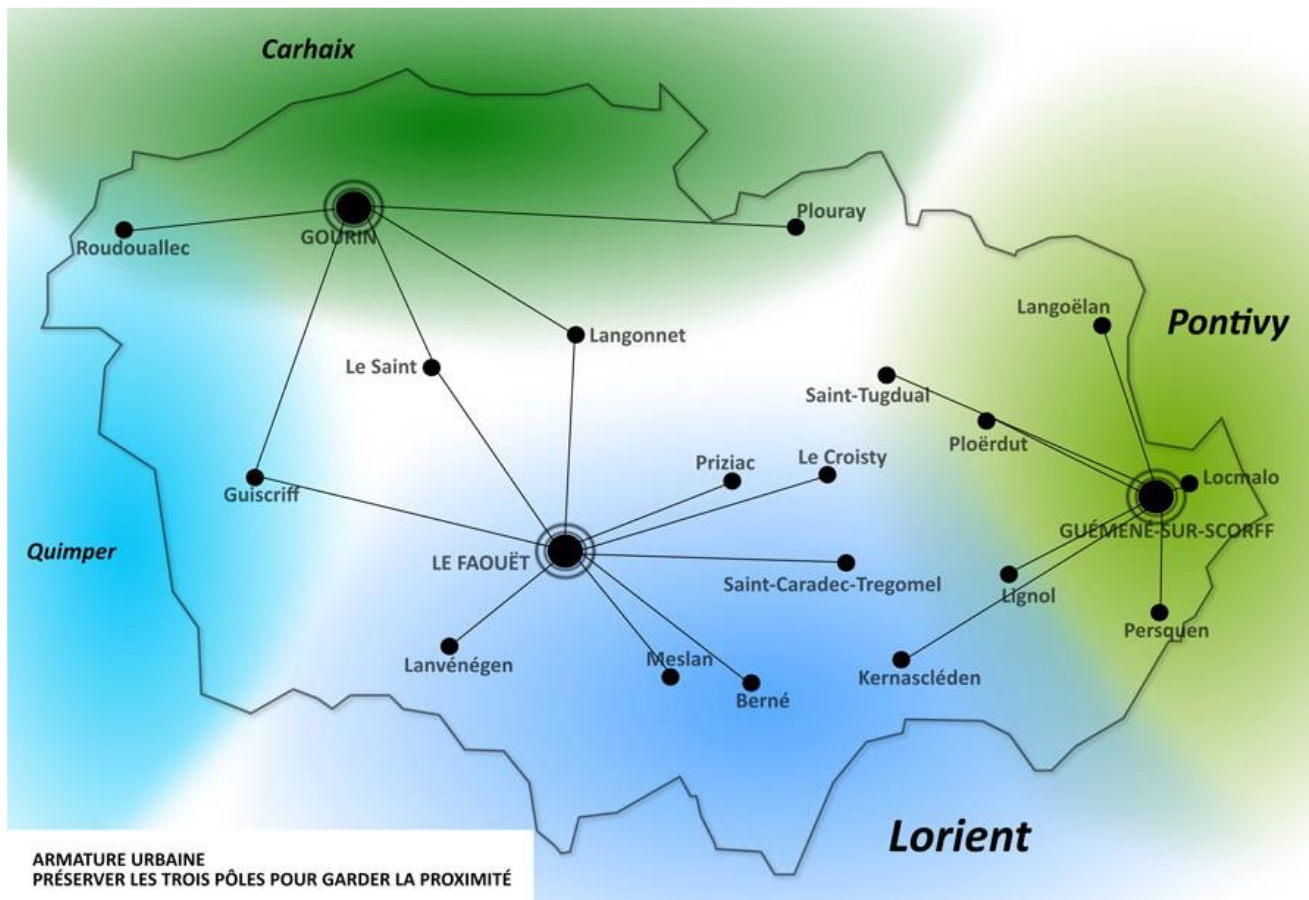 Carhaix
Plouray
GOURIN
Roudouallec
Langoëlan
Pontivy
Langonnet
Le Saint
Saint-Tugdual
Ploërdut
Priziac
Le Croisty
Locmalo
Guiscriff
GUÉMENÉ-SUR-SCORFF
Quimper
LE FAOUËT
Saint-Caradec-Tregomel
Lignol
Persquen
Lanvénégen
Meslan
Kernascléden
Berné
Lorient
ARMATURE URBAINE
PRÉSERVER LES TROIS PÔLES POUR GARDER LA PROXIMITÉ